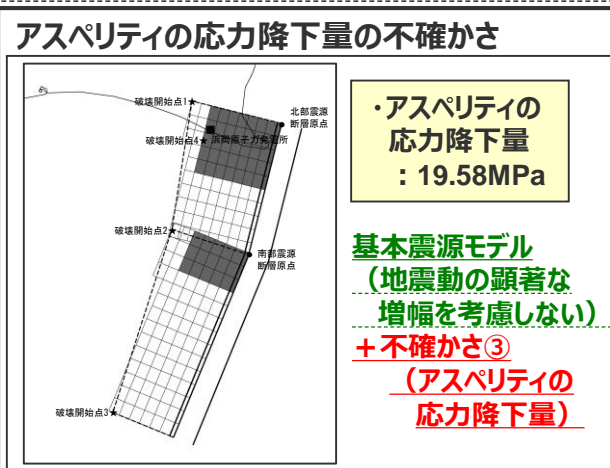 アスペリティの応力降下量の不確かさ
破壊開始点1★
北部震源
断層原点
破壊開始点4★ 浜岡原子力発電所
破壊開始点2★
南部震源
断層原点
破壊開始点3★
・アスペリティの
応力降下量
：19.58MPa
基本震源モデル
（地震動の顕著な
増幅を考慮しない）
＋不確かさ③
（アスペリティの
応力降下量）